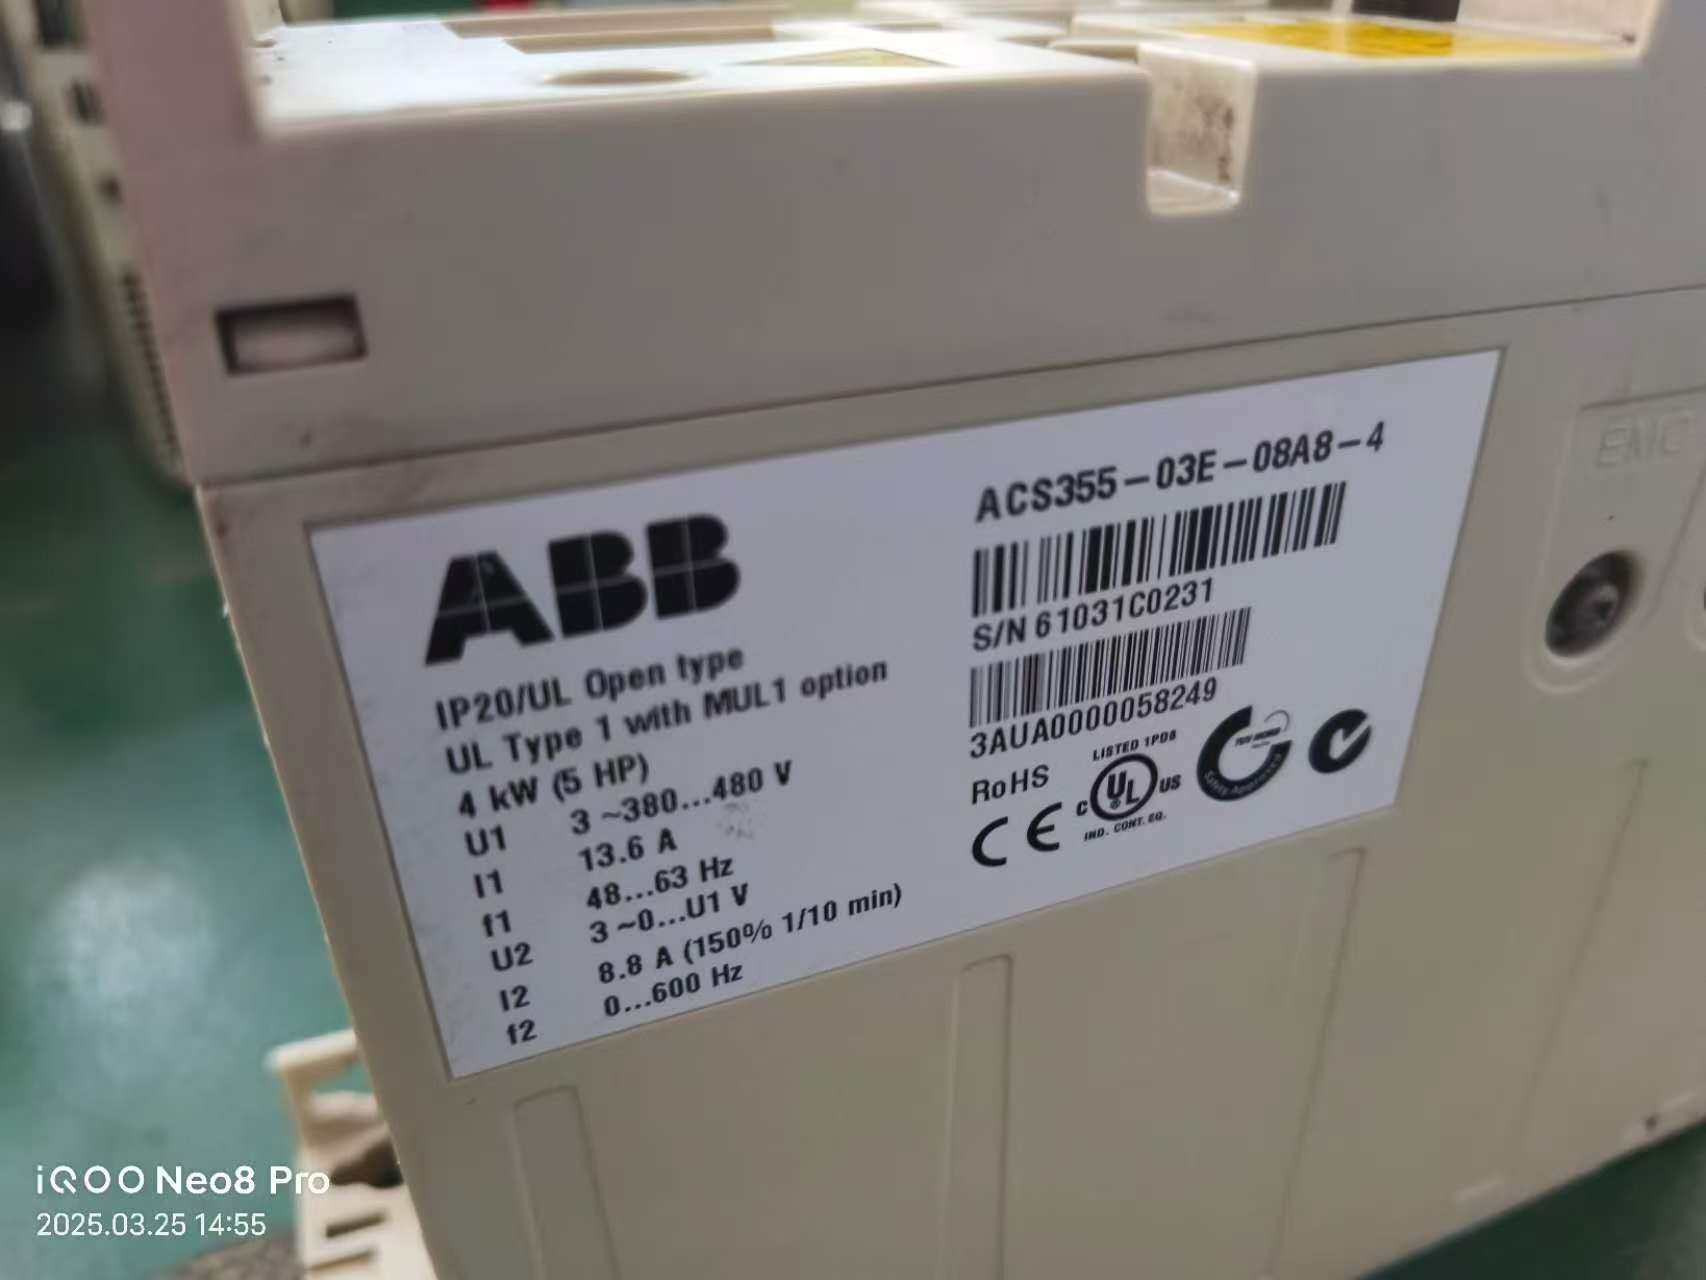 ABB
IP20/UL Open type
UL Type 1 with MUL1 option
4 kW (5 HP)
U1 3 ~380...480 V
I1 13.6 A
f1 48...63 Hz
U2 3 ~0...U1 V
I2 8.8 A (150% 1/10 min)
f2 0...600 Hz
ACS355-03E-08A8-4
S/N 61031C0231
3AUA0000058249
RoHS
LISTED 1PD8
C UL US
IND. CONT. EQ.
CE
Safety Approved
EMC
iQOO Neo8 Pro
2025.03.25 14:55